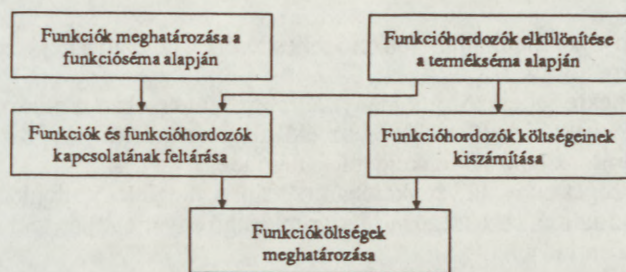 Funkciók meghatározása a
funkcióséma alapján
Funkcióhordozók elkülönítése
a termékséma alapján
Funkciók és funkcióhordozók
kapcsolatának feltárása
Funkcióhordozók költségeinek
kiszámítása
Funkcióköltségek
meghatározása